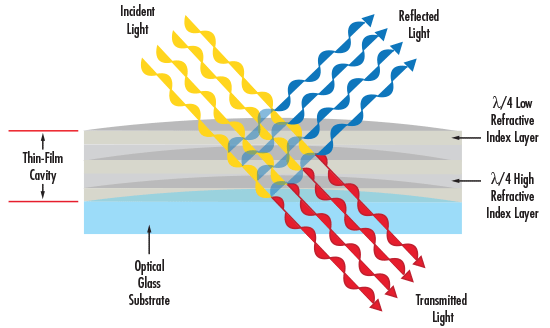 Incident
Light
Reflected
Light
λ/4 Low
Refractive
Index Layer
Thin-Film
Cavity
λ/4 High
Refractive
Index Layer
Optical
Glass
Substrate
Transmitted
Light